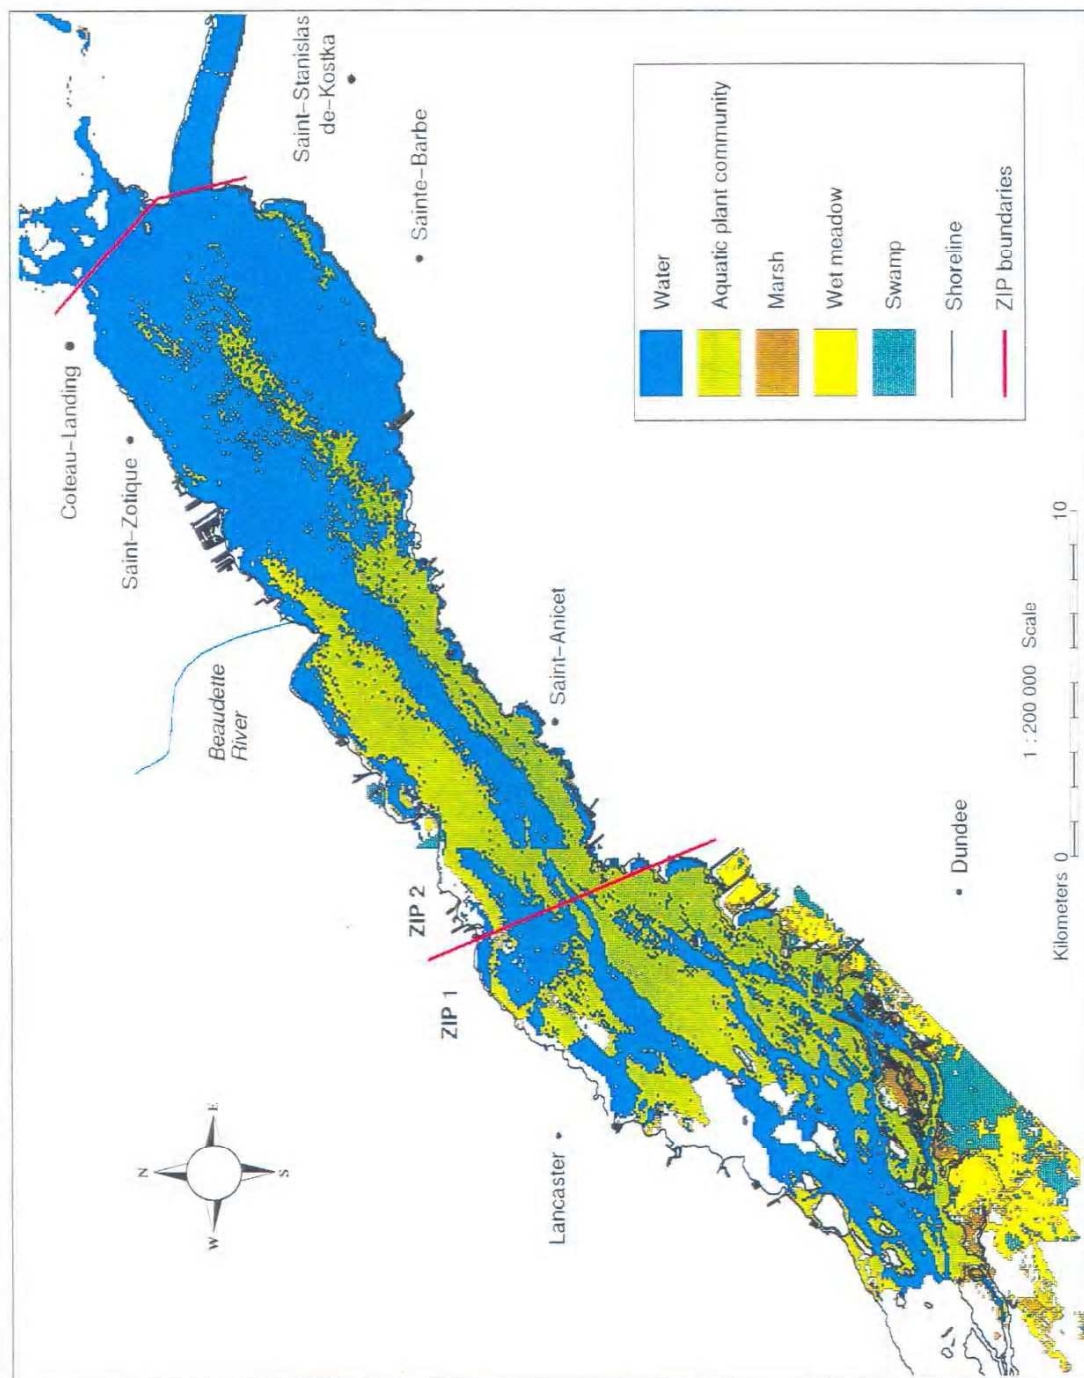 Coteau-Landing
Saint-Zotique
Beaudette
River
Saint-Stanislas
de-Kostka
Sainte-Barbe
Saint-Anicet
ZIP 2
ZIP 1
Lancaster
Dundee
N
E
S
W
Water
Aquatic plant community
Marsh
Wet meadow
Swamp
Shoreline
ZIP boundaries
1 : 200 000 Scale
Kilometers 0 10